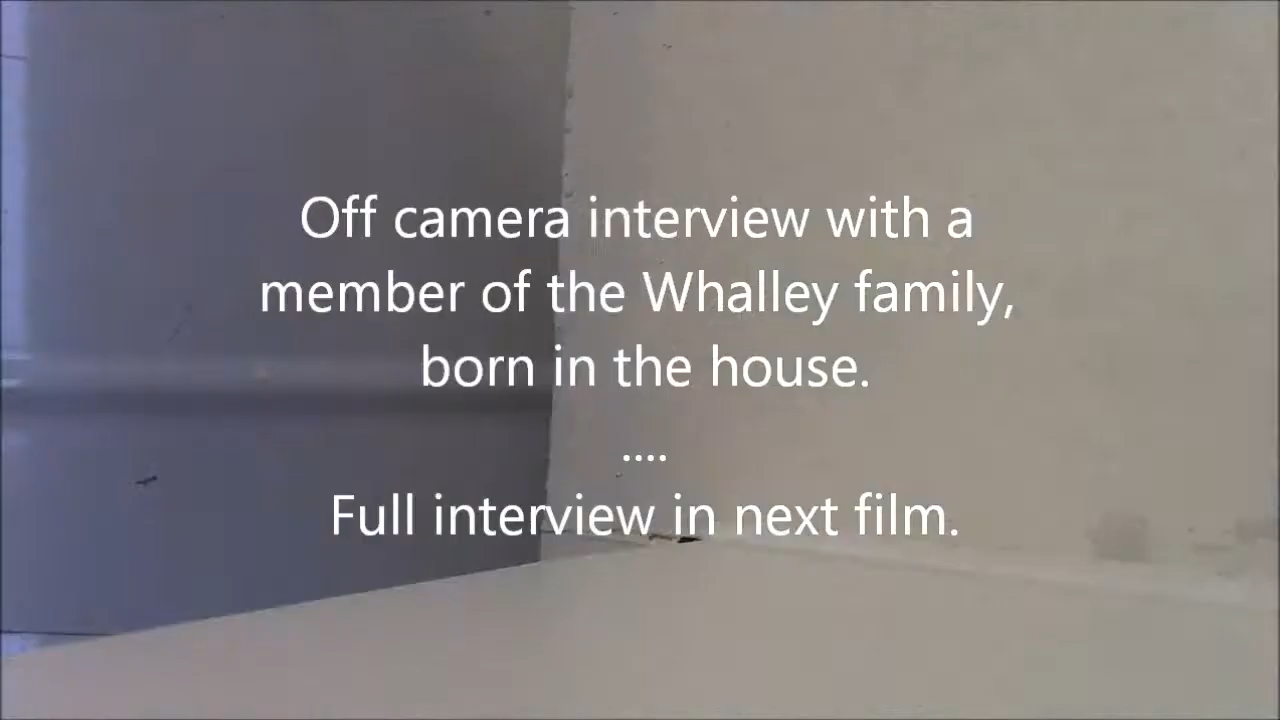 Off camera interview with a
member of the Whalley family,
born in the house.
....
Full interview in next film.